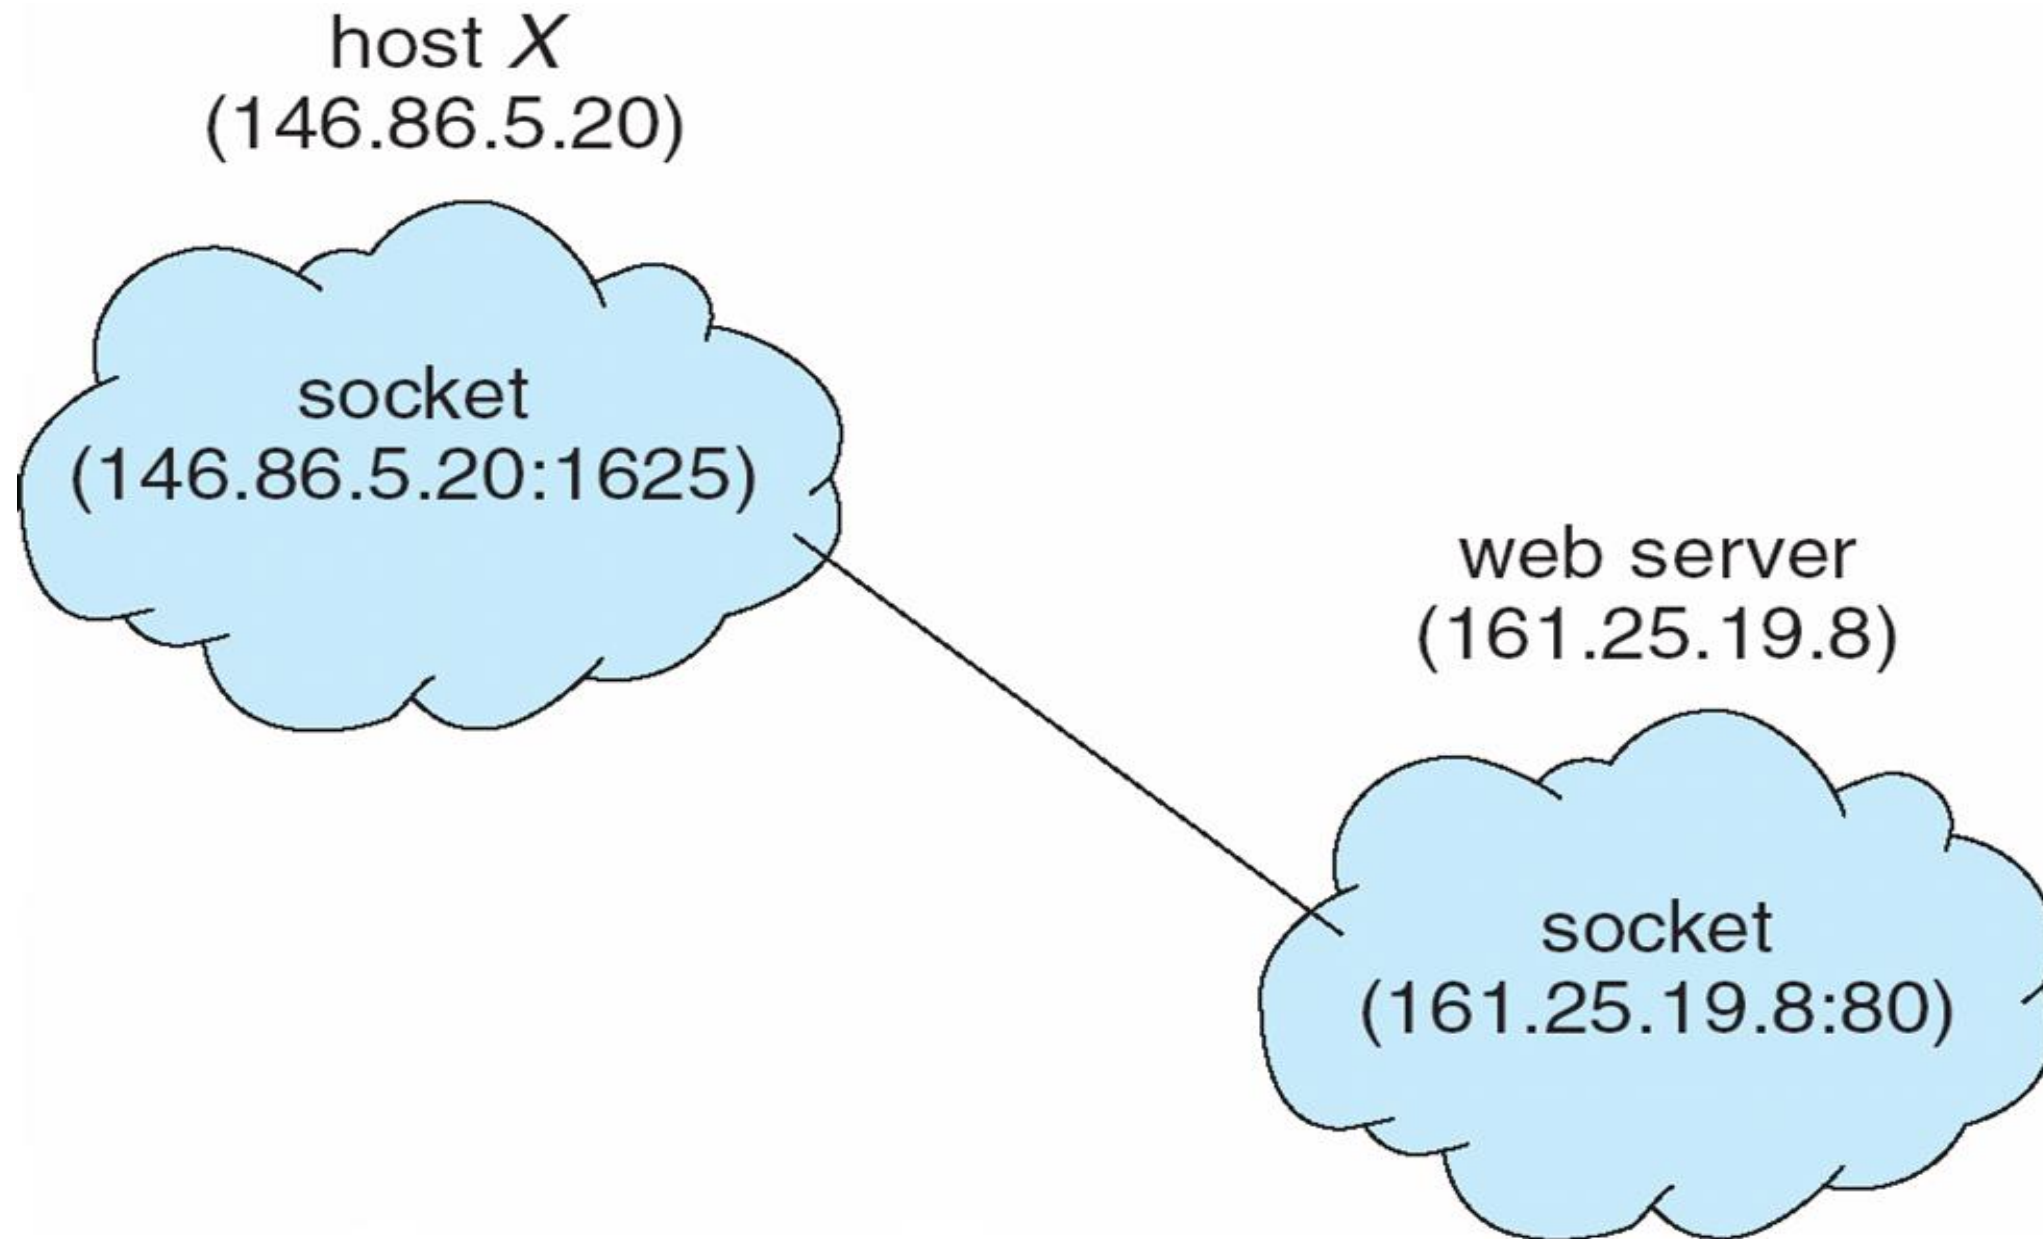 host X
(146.86.5.20)
socket
(146.86.5.20:1625)
web server
(161.25.19.8)
socket
(161.25.19.8:80)